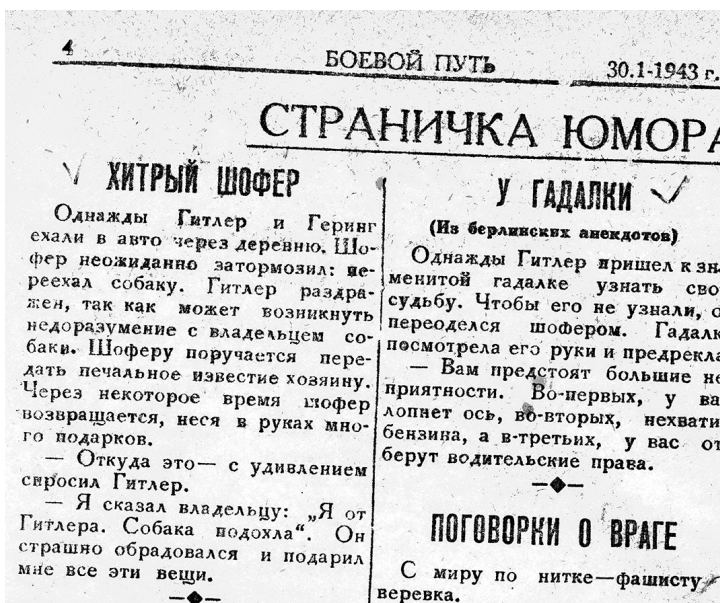 4
БОЕВОЙ ПУТЬ
30.1-1943 г.
СТРАНИЧКА ЮМОРА
ХИТРЫЙ ШОФЕР
Однажды Гитлер и Геринг
ехали в авто через деревню. Шо-
фер неожиданно затормозил: пе-
реехал собаку. Гитлер раздра-
жен, так как может возникнуть
недоразумение с владельцем со-
баки. Шоферу поручается пере-
дать печальное известие хозяину.
Через некоторое время шофер
возвращается, неся в руках мно-
го подарков.
— Откуда это— с удивлением
спросил Гитлер.
— Я сказал владельцу: „Я от
Гитлера. Собака подохла“. Он
страшно обрадовался и подарил
мне все эти вещи.
У ГАДАЛКИ
(Из берлинских анекдотов)
Однажды Гитлер пришел к зна
менитой гадалке узнать сво
судьбу. Чтобы его не узнали, о
переоделся шофером. Гадалк
посмотрела его руки и предрекла
— Вам предстоят большие не
приятности. Во-первых, у ва
лопнет ось, во-вторых, нехвати
бензина, а в-третьих, у вас от
берут водительские права.
ПОГОВОРКИ О ВРАГЕ
С миру по нитке—фашисту
веревка.